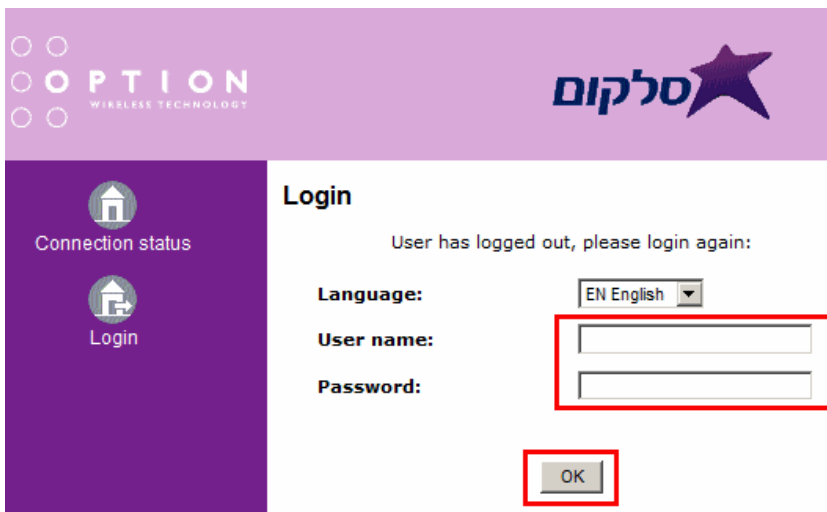 OPTION
WIRELESS TECHNOLOGY
סלקום
Connection status
Login
Login
User has logged out, please login again:
Language: EN English
User name:
Password:
OK